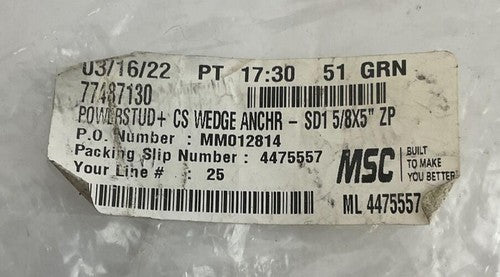 03/16/22 PT 17:30 51 GRN
77487130
POWERSTUD+ CS WEDGE ANCHR - SD1 5/8X5" ZP
P.O. Number : MM012814
Packing Slip Number : 4475557
Your Line # : 25
MSC
BUILT
TO MAKE
YOU BETTER
ML 4475557